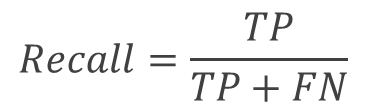 Recall = TP / TP + FN